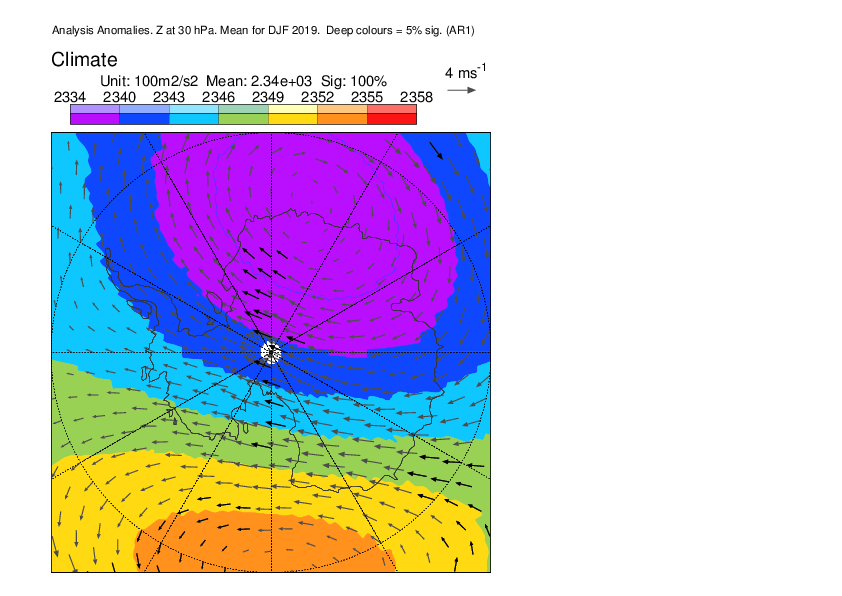 Analysis Anomalies. Z at 30 hPa. Mean for DJF 2019.  Deep colours = 5% sig. (AR1)
Climate
4 ms-1
Unit: 100m2/s2  Mean: 2.34e+03  Sig: 100%
2334 2340 2343 2346 2349 2352 2355 2358